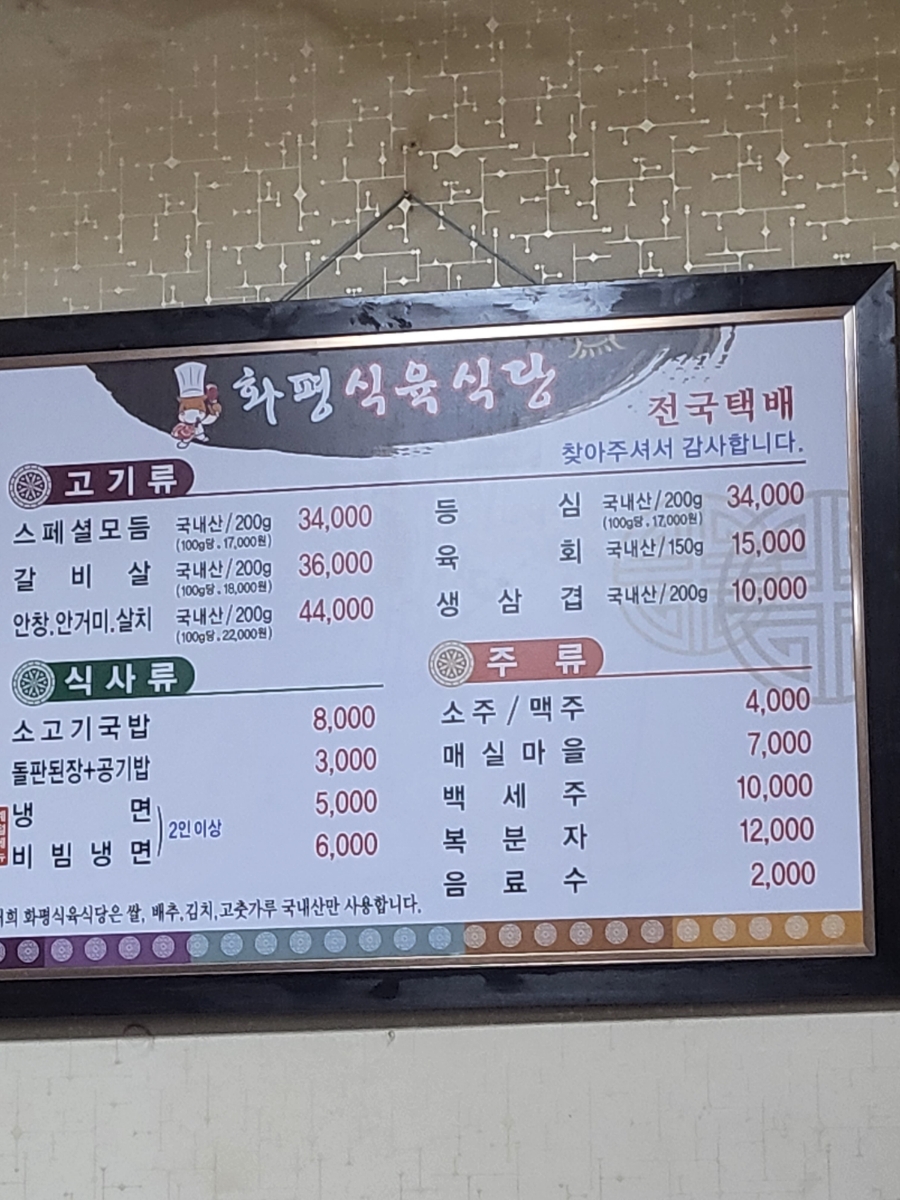 화평식육식당
전국택배
찾아주셔서 감사합니다.
고기류
스페셜모듬 국내산/200g 34,000
(100g당.17,000원)
갈비살 국내산/200g 36,000
(100g당.18,000원)
안창.안거미.살치 국내산/200g 44,000
(100g당.22,000원)
등심 국내산/200g 34,000
(100g당.17,000원)
육회 국내산/150g 15,000
생삼겹 국내산/200g 10,000
식사류
소고기국밥 8,000
돌판된장+공기밥 3,000
냉면 5,000
비빔냉면 6,000
2인이상
주류
소주/맥주 4,000
매실마을 7,000
백세주 10,000
복분자 12,000
음료수 2,000
화평식육식당은 쌀, 배추,김치,고춧가루 국내산만 사용합니다.